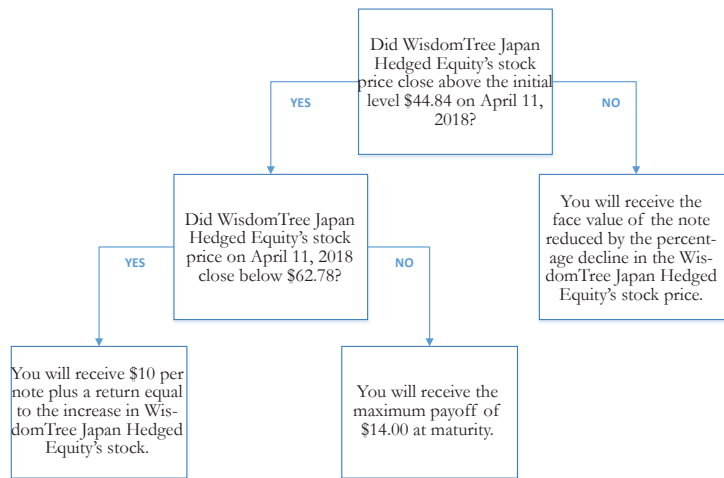 Did WisdomTree Japan
Hedged Equity's stock
price close above the initial
level $44.84 on April 11,
2018?
YES
NO
Did WisdomTree Japan
Hedged Equity's stock
price on April 11, 2018
close below $62.78?
You will receive the
face value of the note
reduced by the percent-
age decline in the Wis-
domTree Japan Hedged
Equity's stock price.
YES
NO
You will receive $10 per
note plus a return equal
to the increase in Wis-
domTree Japan Hedged
Equity's stock.
You will receive the
maximum payoff of
$14.00 at maturity.